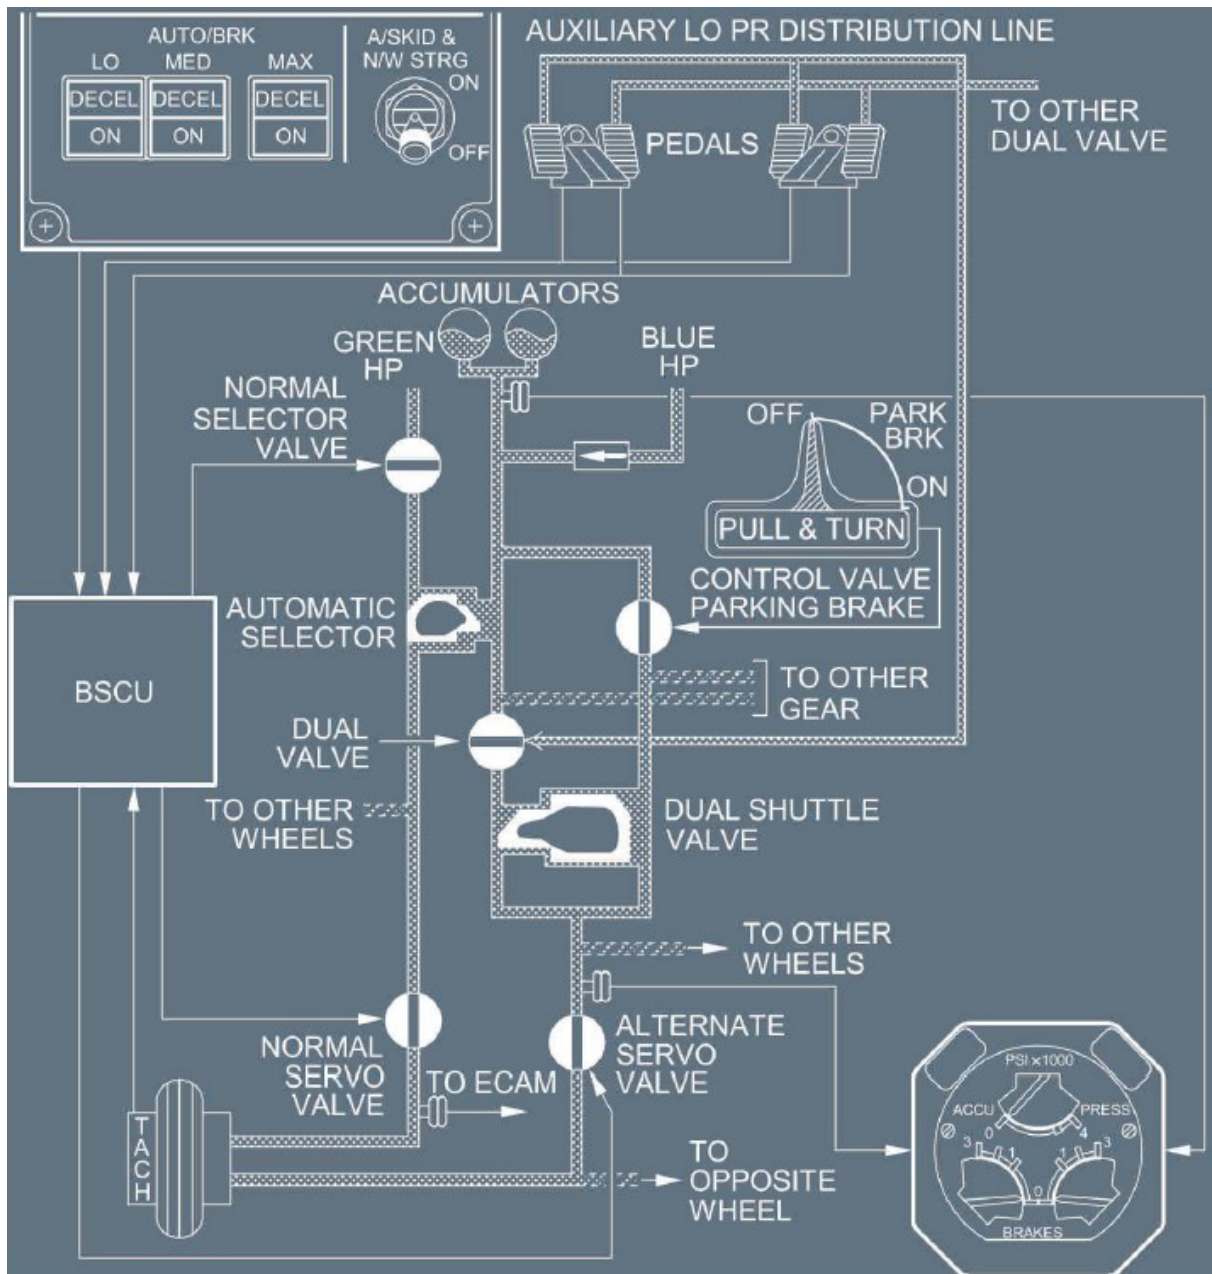 AUTO/BRK
LO MED MAX
DECEL DECEL DECEL
ON ON ON
A/SKID &
N/W STRG
ON
OFF
AUXILIARY LO PR DISTRIBUTION LINE
PEDALS
TO OTHER
DUAL VALVE
ACCUMULATORS
GREEN
HP
BLUE
HP
NORMAL
SELECTOR
VALVE
OFF
PARK
BRK
ON
PULL & TURN
CONTROL VALVE
PARKING BRAKE
AUTOMATIC
SELECTOR
BSCU
TO OTHER
GEAR
DUAL
VALVE
TO OTHER
WHEELS
DUAL SHUTTLE
VALVE
TO OTHER
WHEELS
NORMAL
SERVO
VALVE
TO ECAM
ALTERNATE
SERVO
VALVE
TACH
TO
OPPOSITE
WHEEL
PSI x 1000
ACCU PRESS
0 4
3 1 1 3
0
BRAKES